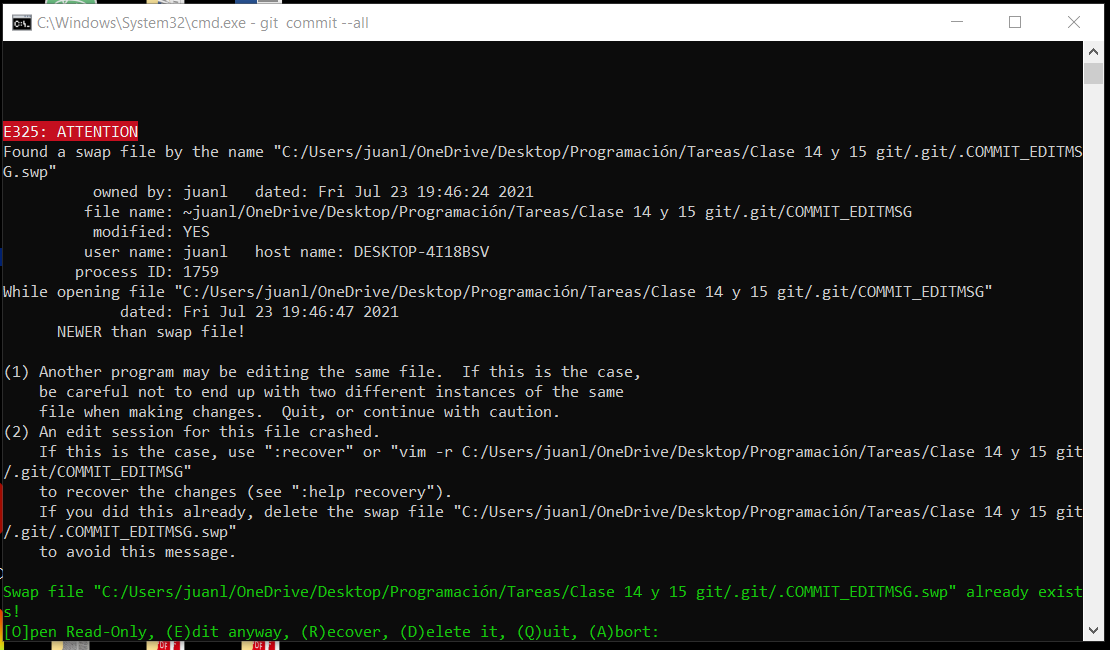 C:\Windows\System32\cmd.exe - git  commit --all
E325: ATTENTION
Found a swap file by the name "C:/Users/juanl/OneDrive/Desktop/Programación/Tareas/Clase 14 y 15 git/.git/.COMMIT_EDITMS
G.swp"
          owned by: juanl   dated: Fri Jul 23 19:46:24 2021
         file name: ~juanl/OneDrive/Desktop/Programación/Tareas/Clase 14 y 15 git/.git/COMMIT_EDITMSG
          modified: YES
         user name: juanl   host name: DESKTOP-4I18BSV
        process ID: 1759
While opening file "C:/Users/juanl/OneDrive/Desktop/Programación/Tareas/Clase 14 y 15 git/.git/COMMIT_EDITMSG"
             dated: Fri Jul 23 19:46:47 2021
      NEWER than swap file!
(1) Another program may be editing the same file.  If this is the case,
    be careful not to end up with two different instances of the same
    file when making changes.  Quit, or continue with caution.
(2) An edit session for this file crashed.
    If this is the case, use ":recover" or "vim -r C:/Users/juanl/OneDrive/Desktop/Programación/Tareas/Clase 14 y 15 git
/.git/COMMIT_EDITMSG"
    to recover the changes (see ":help recovery").
    If you did this already, delete the swap file "C:/Users/juanl/OneDrive/Desktop/Programación/Tareas/Clase 14 y 15 git
/.git/.COMMIT_EDITMSG.swp"
    to avoid this message.
Swap file "C:/Users/juanl/OneDrive/Desktop/Programación/Tareas/Clase 14 y 15 git/.git/.COMMIT_EDITMSG.swp" already exist
s!
[O]pen Read-Only, (E)dit anyway, (R)ecover, (D)elete it, (Q)uit, (A)bort: